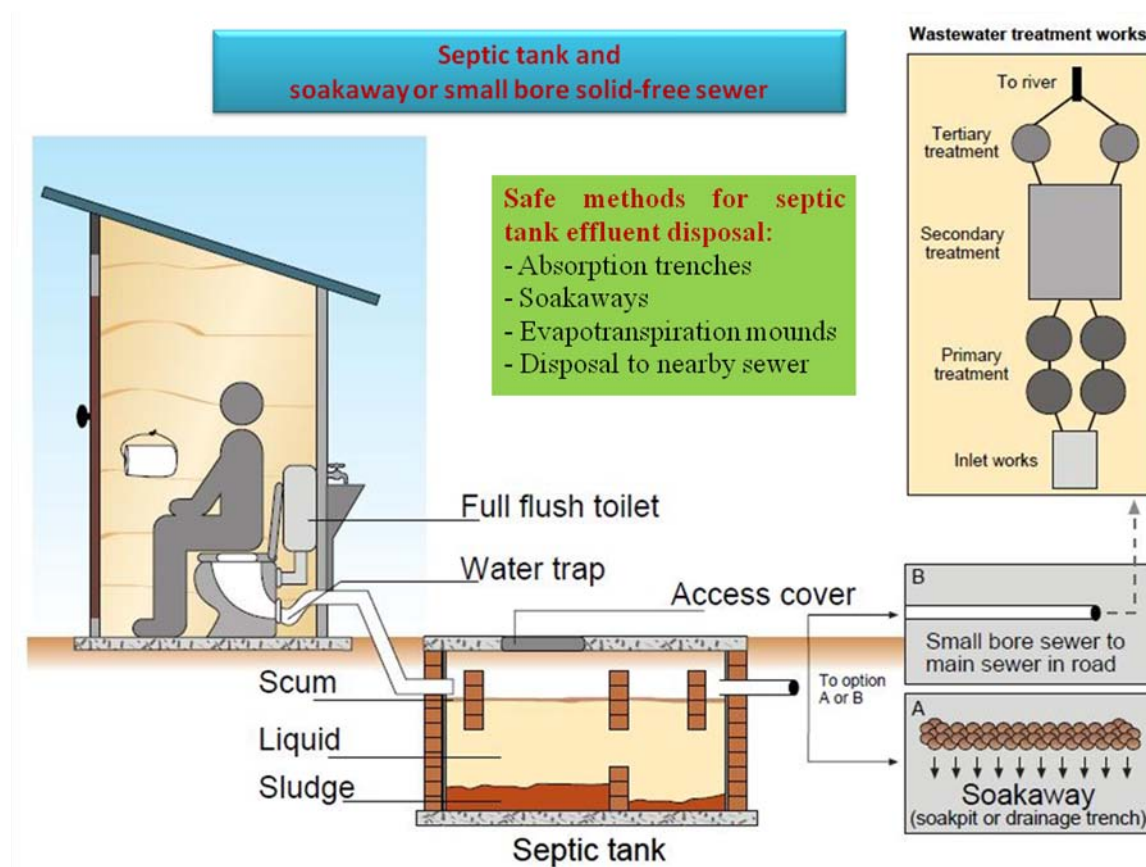 Septic tank and
soakaway or small bore solid-free sewer
Safe methods for septic
tank effluent disposal:
- Absorption trenches
- Soakaways
- Evapotranspiration mounds
- Disposal to nearby sewer
Wastewater treatment works
To river
Tertiary
treatment
Secondary
treatment
Primary
treatment
Inlet works
Full flush toilet
Water trap
Access cover
Scum
Liquid
Sludge
Septic tank
To option
A or B
B
Small bore sewer to
main sewer in road
A
Soakaway
(soakpit or drainage trench)